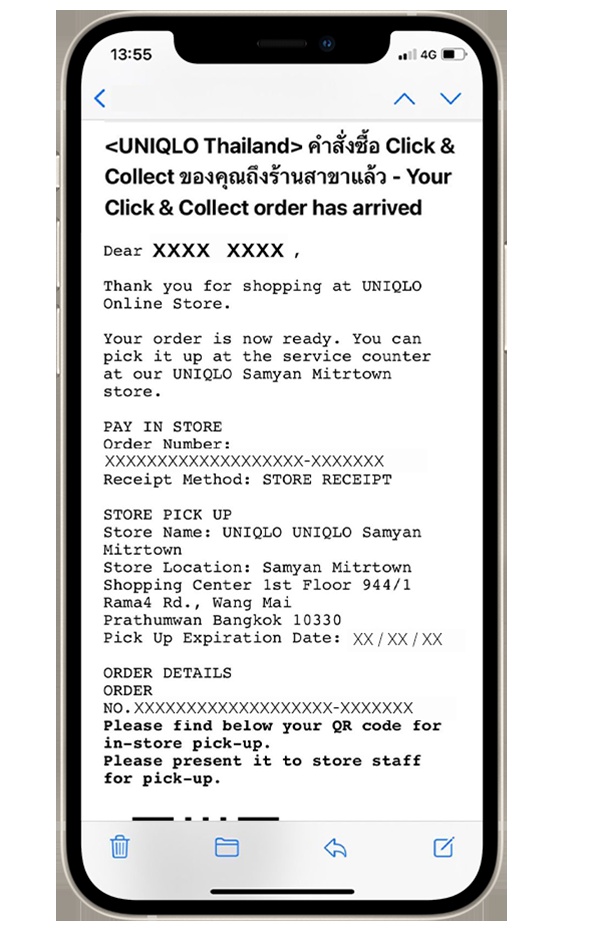 13:55
4G
<UNIQLO Thailand> คำสั่งซื้อ Click &
Collect ของคุณถึงร้านสาขาแล้ว - Your
Click & Collect order has arrived
Dear XXXX XXXX ,
Thank you for shopping at UNIQLO
Online Store.
Your order is now ready. You can
pick it up at the service counter
at our UNIQLO Samyan Mitrtown
store.
PAY IN STORE
Order Number:
XXXXXXXXXXXXXXXXXXX-XXXXXXX
Receipt Method: STORE RECEIPT
STORE PICK UP
Store Name: UNIQLO UNIQLO Samyan
Mitrtown
Store Location: Samyan Mitrtown
Shopping Center 1st Floor 944/1
Rama4 Rd., Wang Mai
Prathumwan Bangkok 10330
Pick Up Expiration Date: XX/XX/XX
ORDER DETAILS
ORDER
NO.XXXXXXXXXXXXXXXXXXX-XXXXXXX
Please find below your QR code for
in-store pick-up.
Please present it to store staff
for pick-up.